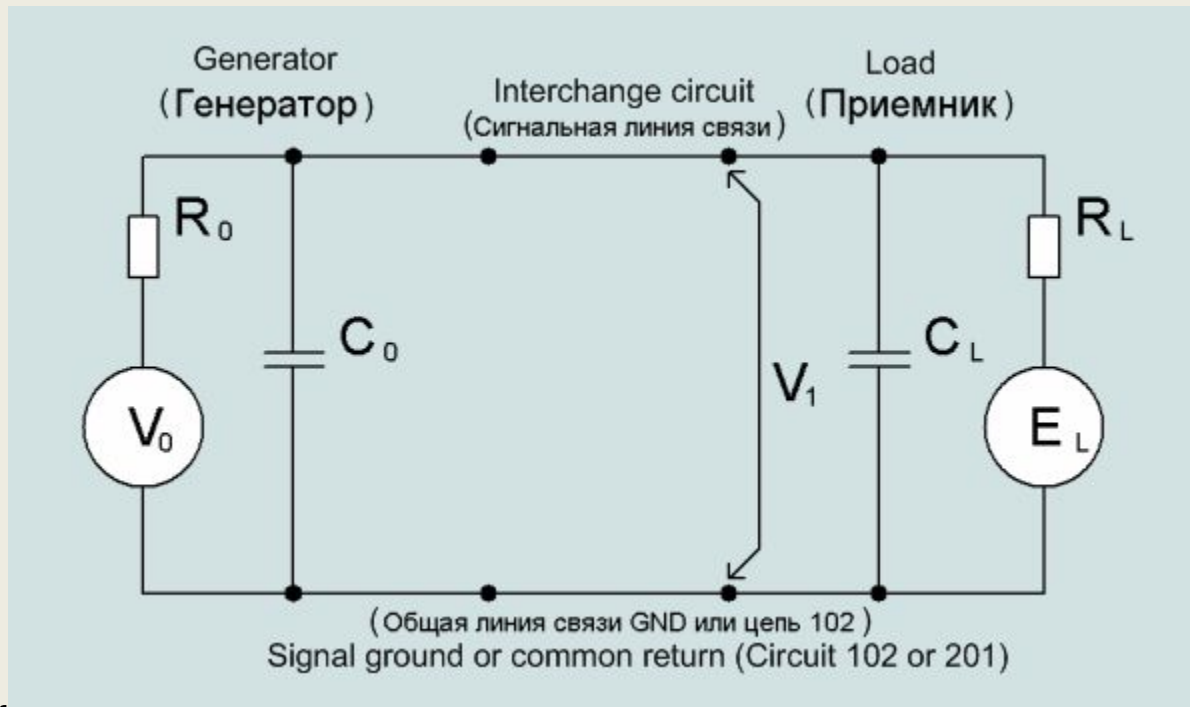 Generator
(Генератор)
Interchange circuit
(Сигнальная линия связи)
Load
(Приемник)
R0
C0
V0
V1
CL
RL
EL
(Общая линия связи GND или цепь 102 )
Signal ground or common return (Circuit 102 or 201)